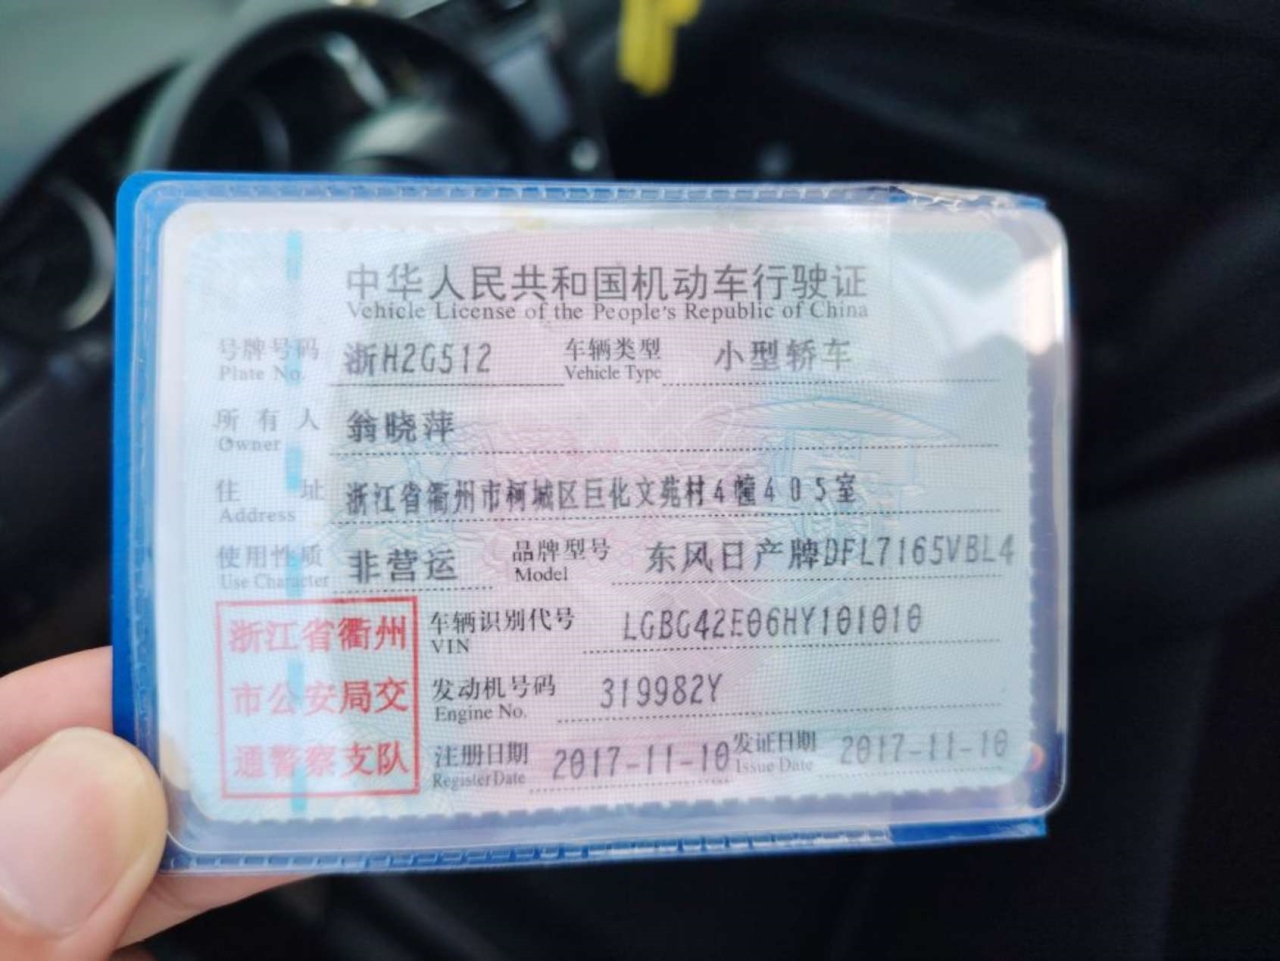 中华人民共和国机动车行驶证
Vehicle License of the People's Republic of China
号牌号码 浙H2G512 车辆类型 小型轿车
Plate No. Vehicle Type
所有人 翁晓萍
Owner
住址 浙江省衢州市柯城区巨化文苑村4幢405室
Address
使用性质 非营运 品牌型号 东风日产牌DFL7165VBL4
Use Character Model
浙江省衢州 车辆识别代号 LGBG42E06HY101010
VIN
市公安局交 发动机号码 319982Y
Engine No.
通警察支队 注册日期 2017-11-10 发证日期 2017-11-10
Register Date Issue Date